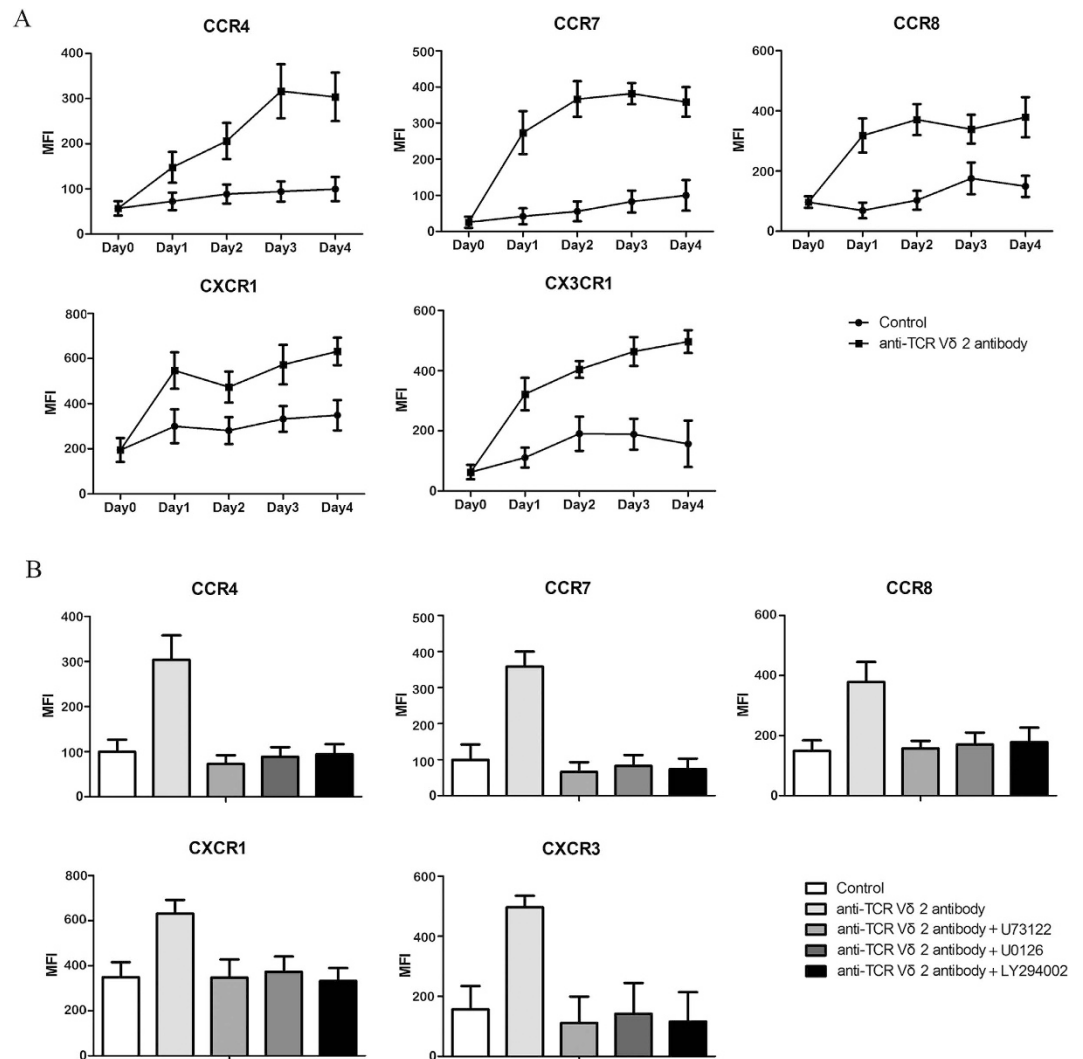 A
CCR4
400
300
200
100
0
MFI
Day0 Day1 Day2 Day3 Day4
CCR7
500
400
300
200
100
0
MFI
Day0 Day1 Day2 Day3 Day4
CCR8
600
400
200
0
MFI
Day0 Day1 Day2 Day3 Day4
CXCR1
800
600
400
200
0
MFI
Day0 Day1 Day2 Day3 Day4
CX3CR1
600
400
200
0
MFI
Day0 Day1 Day2 Day3 Day4
Control
anti-TCR Vδ 2 antibody
B
CCR4
400
300
200
100
0
MFI
CCR7
500
400
300
200
100
0
MFI
CCR8
600
400
200
0
MFI
CXCR1
800
600
400
200
0
MFI
CXCR3
600
400
200
0
MFI
Control
anti-TCR Vδ 2 antibody
anti-TCR Vδ 2 antibody + U73122
anti-TCR Vδ 2 antibody + U0126
anti-TCR Vδ 2 antibody + LY294002